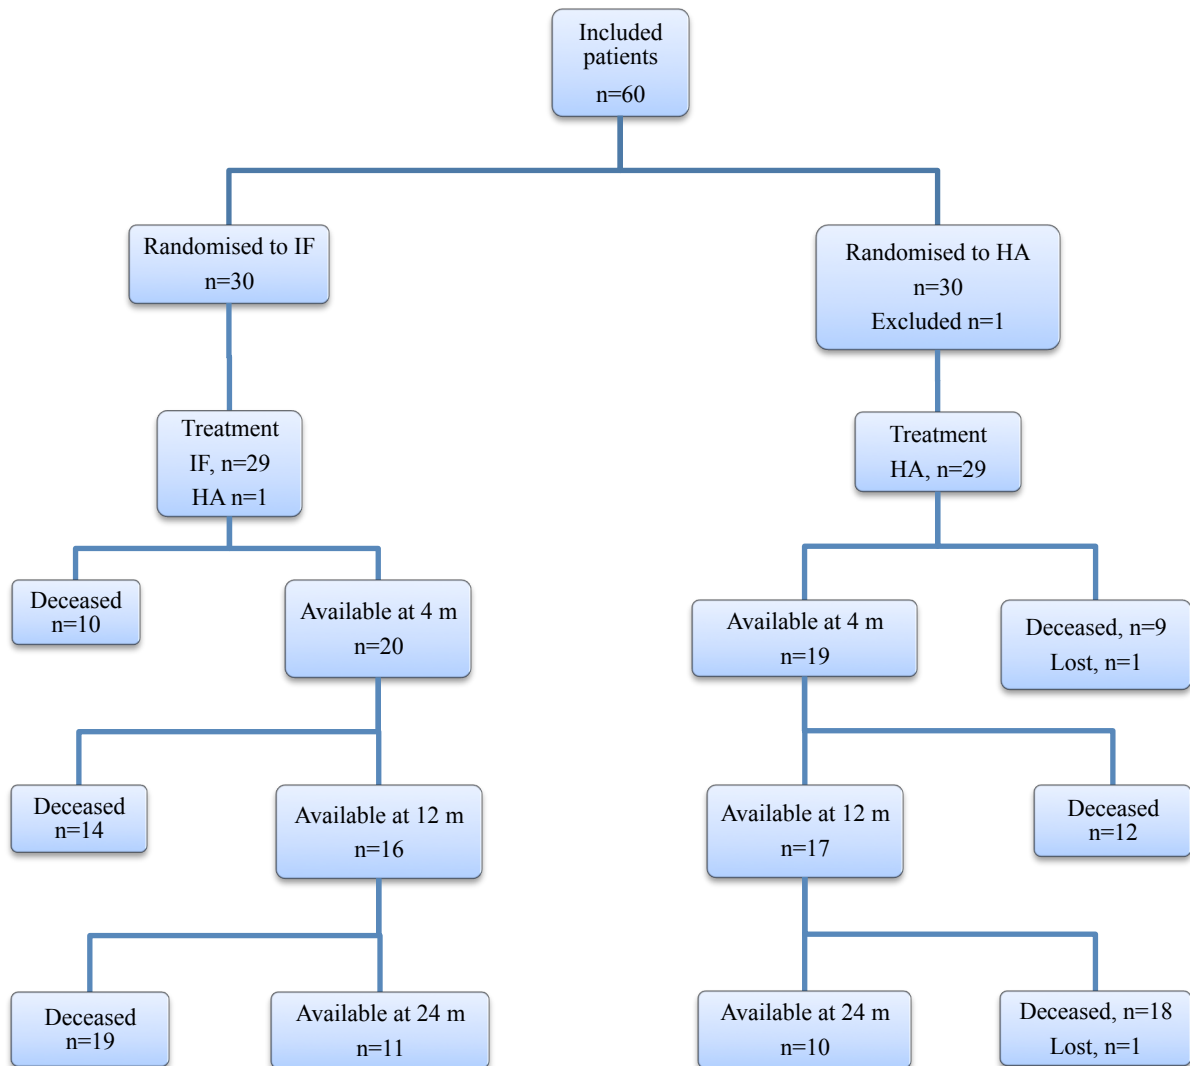 Included
patients
n=60
Randomised to IF
n=30
Randomised to HA
n=30
Excluded n=1
Treatment
IF, n=29
HA n=1
Treatment
HA, n=29
Deceased
n=10
Available at 4 m
n=20
Available at 4 m
n=19
Deceased, n=9
Lost, n=1
Deceased
n=14
Available at 12 m
n=16
Available at 12 m
n=17
Deceased
n=12
Deceased
n=19
Available at 24 m
n=11
Available at 24 m
n=10
Deceased, n=18
Lost, n=1